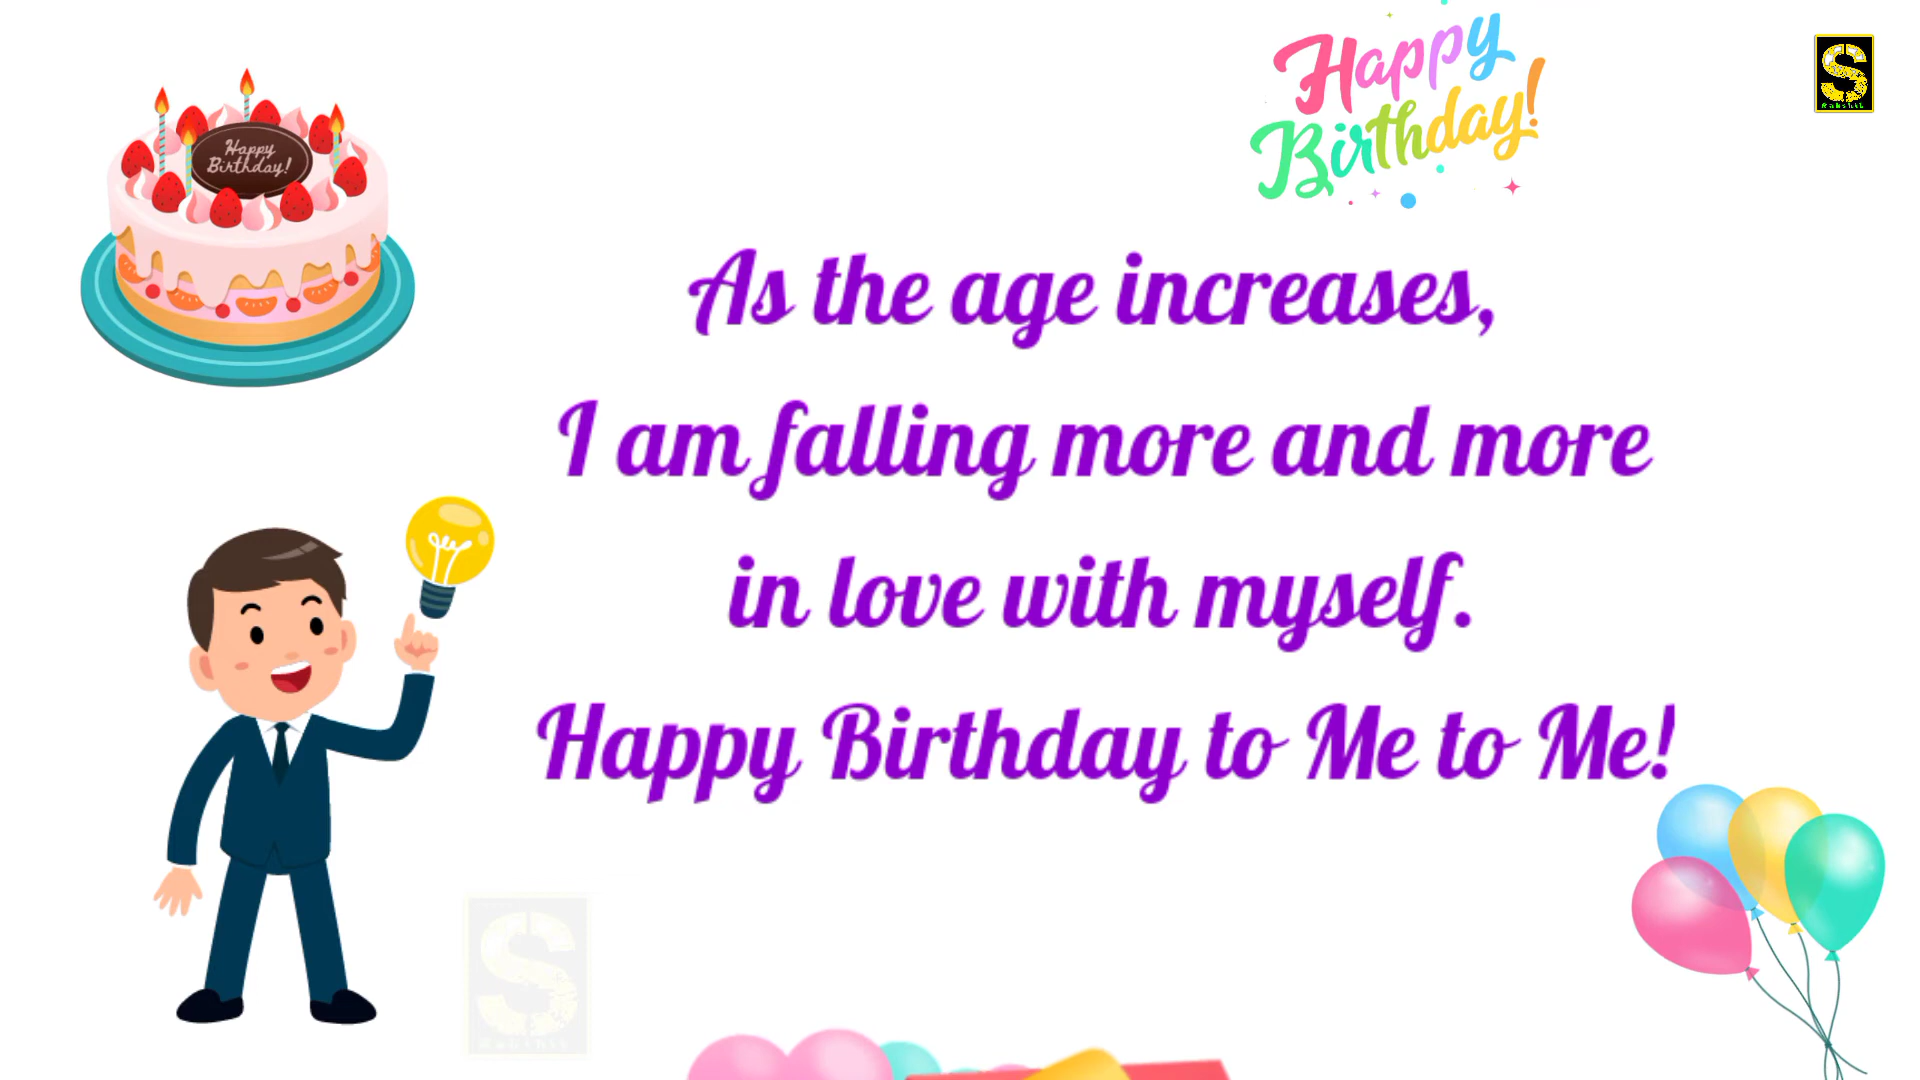 Happy
Birthday!
S
Happy
Birthday!
As the age increases,
I am falling more and more
in love with myself.
Happy Birthday to Me to Me!
S